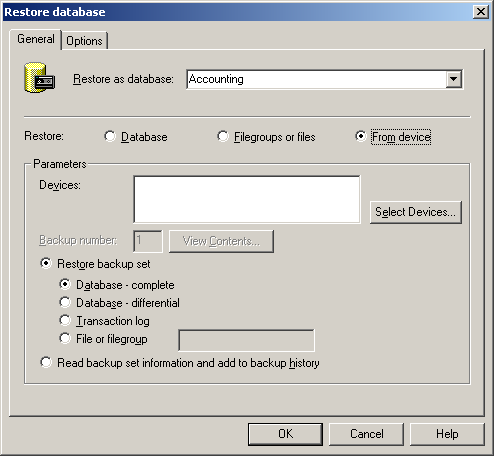 Restore database
General Options
Restore as database: Accounting
Restore: Database Filegroups or files From device
Parameters
Devices:
Select Devices...
Backup number: 1 View Contents...
Restore backup set
Database - complete
Database - differential
Transaction log
File or filegroup
Read backup set information and add to backup history
OK Cancel Help